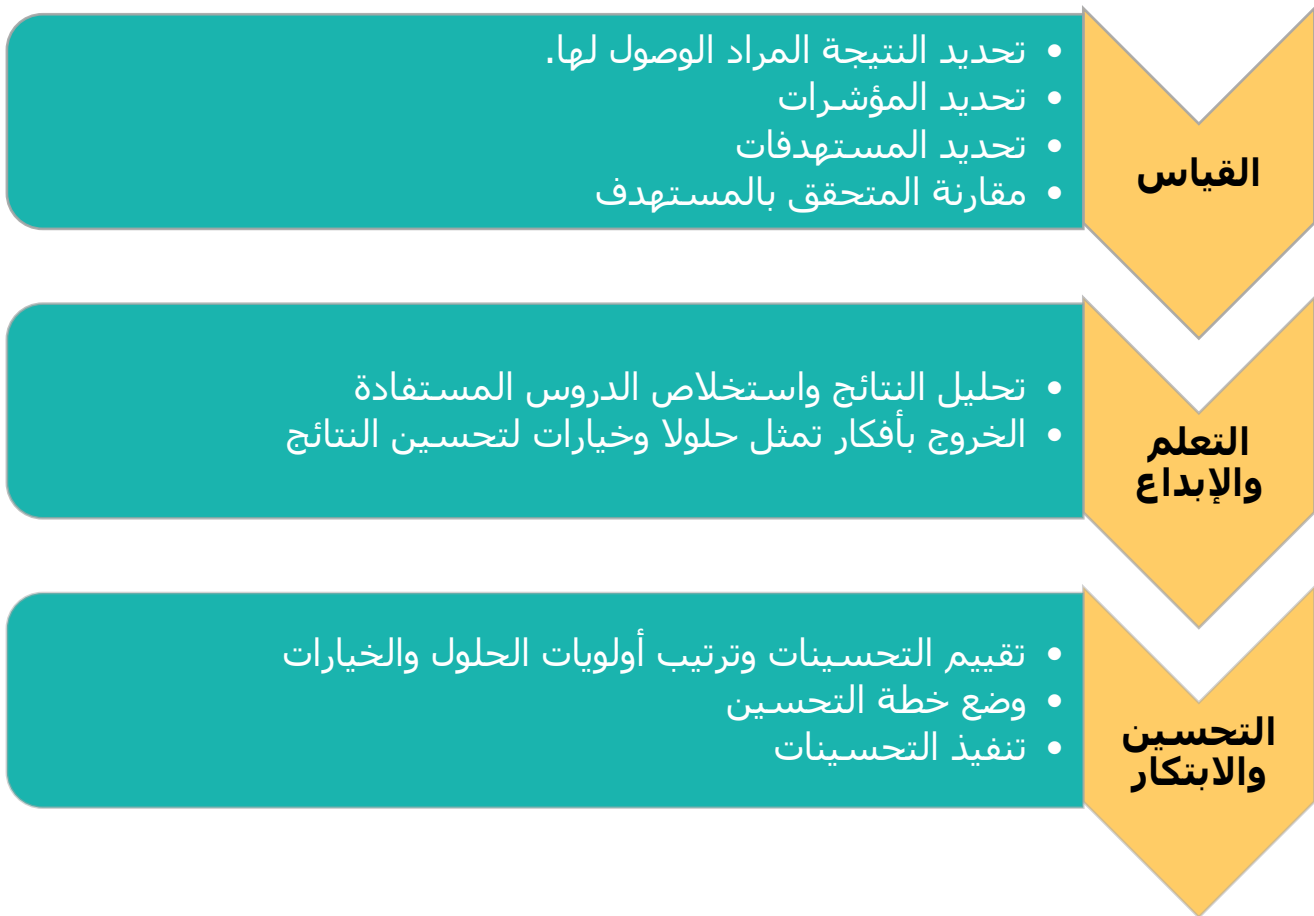 القياس
• تحديد النتيجة المراد الوصول لها.
• تحديد المؤشرات
• تحديد المستهدفات
• مقارنة المتحقق بالمستهدف
التعلم
والإبداع
• تحليل النتائج واستخلاص الدروس المستفادة
• الخروج بأفكار تمثل حلولا وخيارات لتحسين النتائج
التحسين
والابتكار
• تقييم التحسينات وترتيب أولويات الحلول والخيارات
• وضع خطة التحسين
• تنفيذ التحسينات